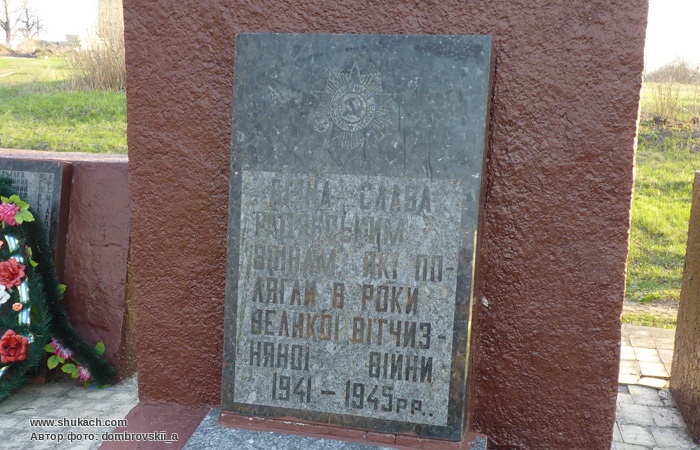 ВІЧНА СЛАВА
РАДЯНСЬКИМ
ВОЇНАМ, ЯКІ ПО-
ЛЯГЛИ В РОКИ
ВЕЛИКОЇ ВІТЧИЗ-
НЯНОЇ ВІЙНИ
1941 – 1945 рр..
www.shukach.com
Автор фото: dombrovskii_a